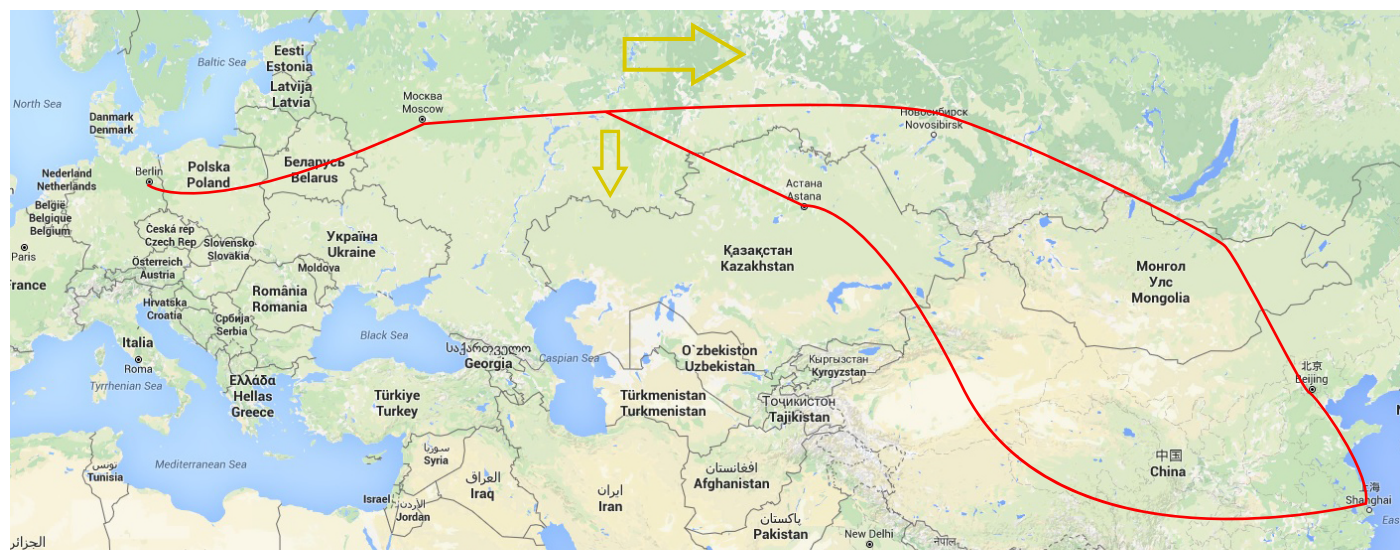 Eesti
Estonia
Baltic Sea
Latvija
Latvia
North Sea
Москва
Moscow
Danmark
Denmark
Новосибирск
Novosibirsk
Беларусь
Belarus
Polska
Poland
Berlin
Nederland
Netherlands
Астана
Astana
België
Belgique
Belgium
Česká rep
Czech Rep
Slovensko
Slovakia
Україна
Ukraine
Paris
France
Österreich
Austria
Moldova
Қазақстан
Kazakhstan
Монгол
Улс
Mongolia
România
Romania
Hrvatska
Croatia
Србија
Serbia
Italia
Roma
Black Sea
საქართველო
Georgia
Caspian Sea
O`zbekiston
Uzbekistan
Кыргызстан
Kyrgyzstan
北京
Beijing
Tyrrhenian Sea
Ελλάδα
Hellas
Greece
Türkiye
Turkey
Türkmenistan
Turkmenistan
Тоҷикистон
Tajikistan
تونس
Tunisia
Mediterranean Sea
سوريا
Syria
العراق
Iraq
ایران
Iran
افغانستان
Afghanistan
中国
China
上海
Shanghai
Israel
الأردن
Jordan
پاکستان
Pakistan
New Delhi
नेपाल
الجزائر
East